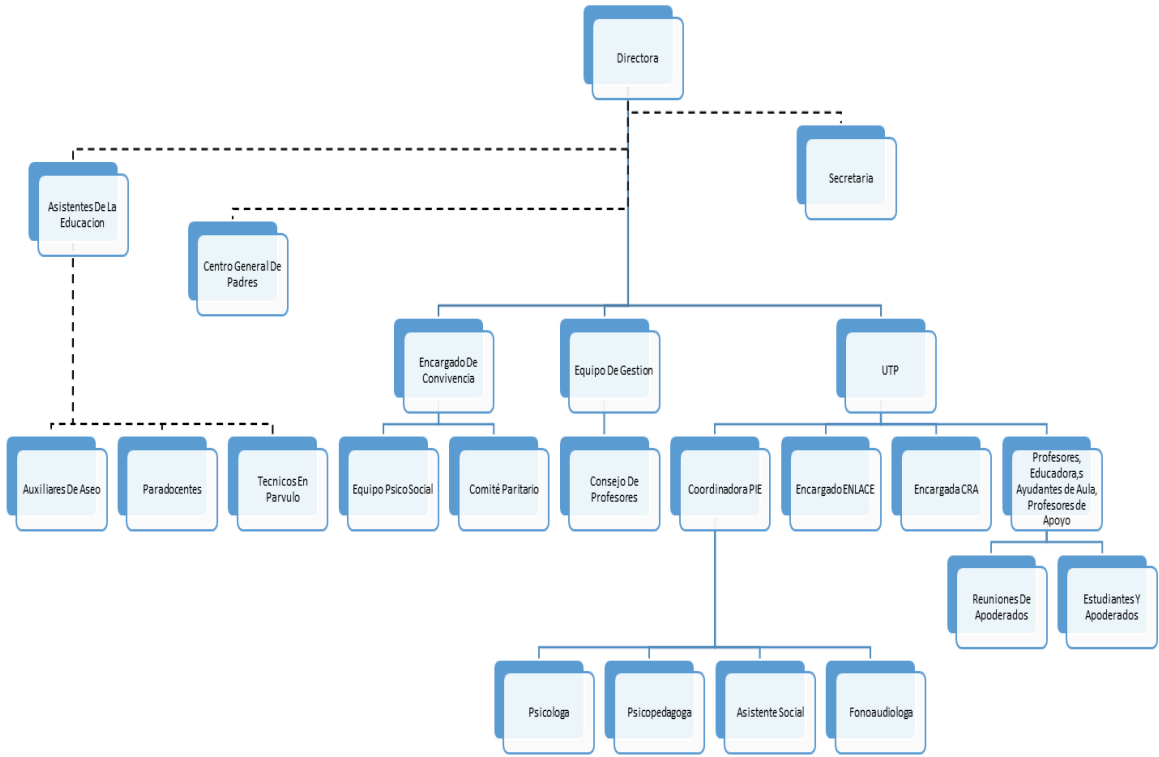 Directora
Secretaria
Asistentes De La
Educacion
Centro General De
Padres
Encargado De
Convivencia
Equipo De Gestion
UTP
Auxiliares De Aseo
Paradocentes
Tecnicos En
Parvulo
Equipo Psico Social
Comité Paritario
Consejo De
Profesores
Coordinadora PIE
Encargado ENLACE
Encargada CRA
Profesores,
Educadora,s
Ayudantes de Aula,
Profesores de
Apoyo
Reuniones De
Apoderados
Estudiantes Y
Apoderados
Psicologa
Psicopedagoga
Asistente Social
Fonoaudiologa